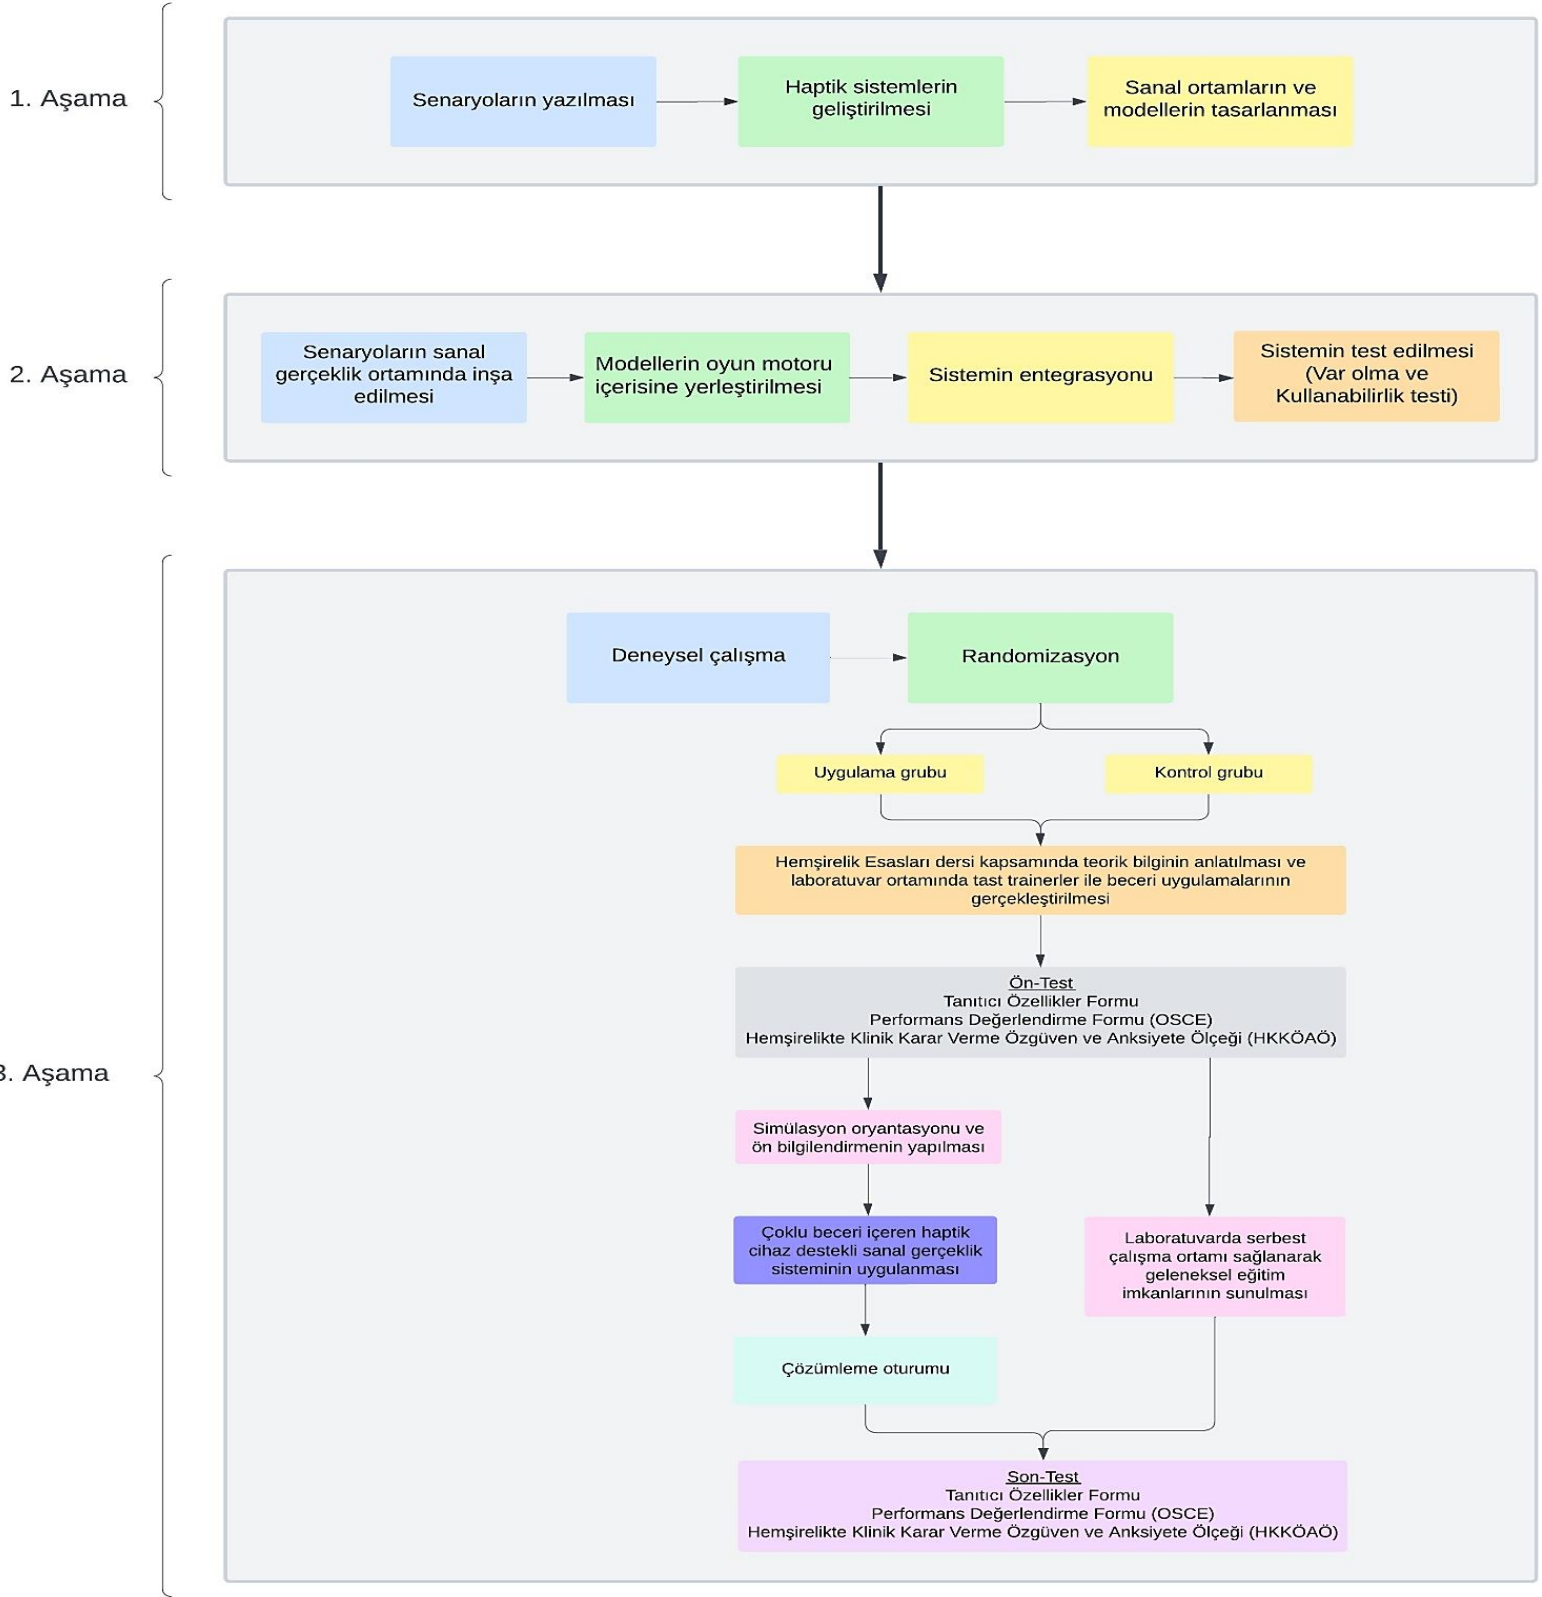 1. Aşama
Senaryoların yazılması
Haptik sistemlerin
geliştirilmesi
Sanal ortamların ve
modellerin tasarlanması
2. Aşama
Senaryoların sanal
gerçeklik ortamında inşa
edilmesi
Modellerin oyun motoru
içerisine yerleştirilmesi
Sistemin entegrasyonu
Sistemin test edilmesi
(Var olma ve
Kullanabilirlik testi)
3. Aşama
Deneysel çalışma
Randomizasyon
Uygulama grubu
Kontrol grubu
Hemşirelik Esasları dersi kapsamında teorik bilginin anlatılması ve
laboratuvar ortamında tast trainerler ile beceri uygulamalarının
gerçekleştirilmesi
Ön-Test
Tanıtıcı Özellikler Formu
Performans Değerlendirme Formu (OSCE)
Hemşirelikte Klinik Karar Verme Özgüven ve Anksiyete Ölçeği (HKKÖAÖ)
Simülasyon oryantasyonu ve
ön bilgilendirmenin yapılması
Çoklu beceri içeren haptik
cihaz destekli sanal gerçeklik
sisteminin uygulanması
Laboratuvarda serbest
çalışma ortamı sağlanarak
geleneksel eğitim
imkanlarının sunulması
Çözümleme oturumu
Son-Test
Tanıtıcı Özellikler Formu
Performans Değerlendirme Formu (OSCE)
Hemşirelikte Klinik Karar Verme Özgüven ve Anksiyete Ölçeği (HKKÖAÖ)